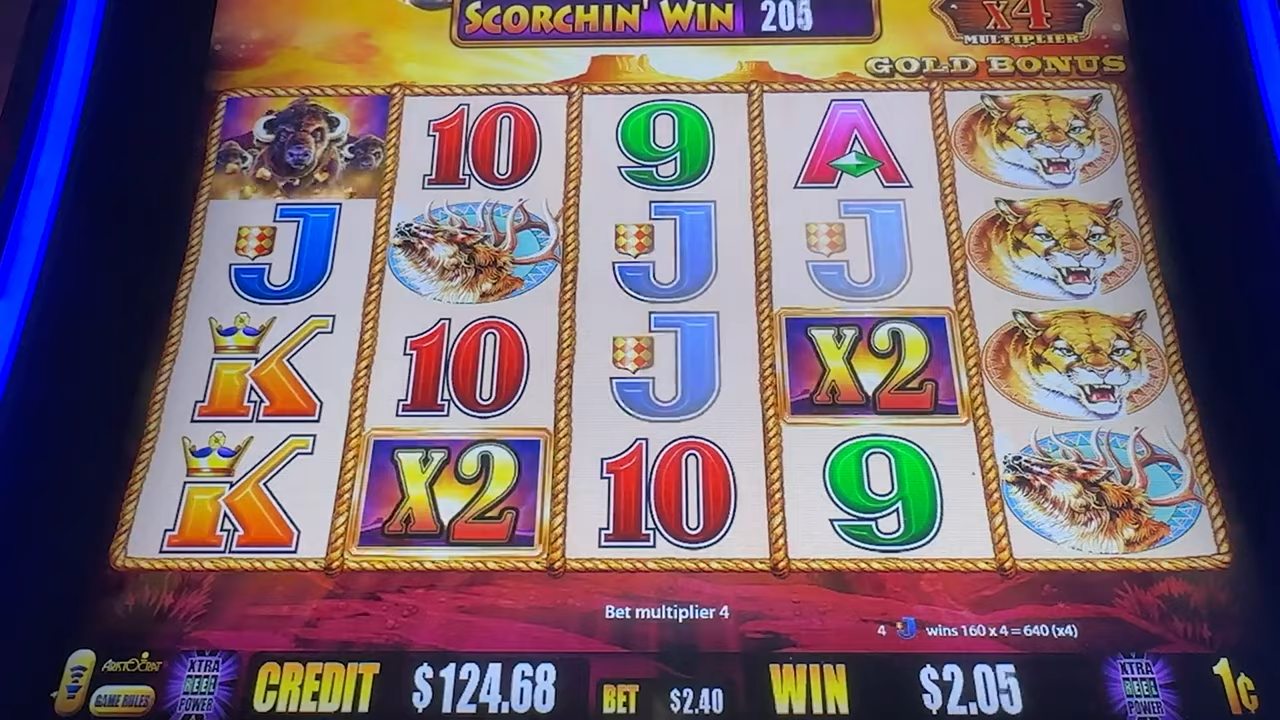 SCORCHIN' WIN 205
X4
MULTIPLIER
GOLD BONUS
10 9 A
J J J
K 10 J X2
K X2 10 9
Bet multiplier 4
4 J wins 160 x 4 = 640 (x4)
ARISTOCRAT
GAME RULES
XTRA
REEL
POWER
CREDIT $124.68
BET $2.40
WIN $2.05
XTRA
REEL
POWER
1¢